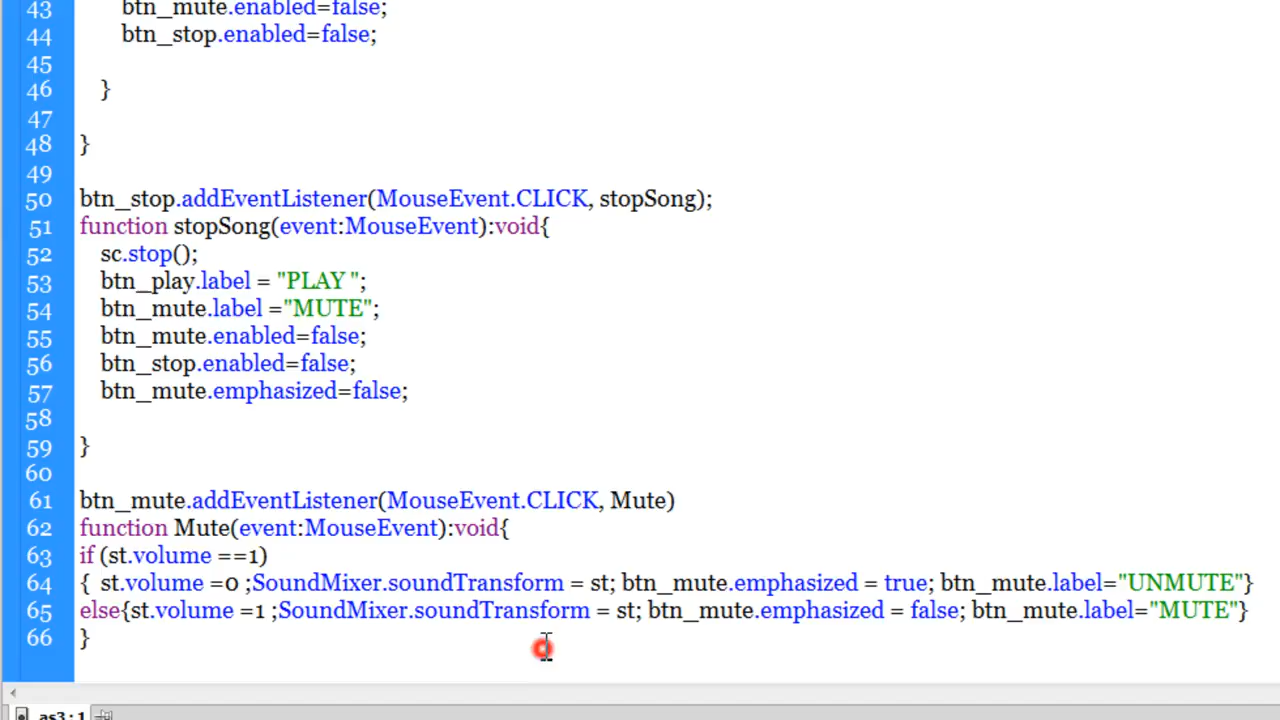 43 btn_mute.enabled=false;
44 btn_stop.enabled=false;
45
46 }
47
48 }
49
50 btn_stop.addEventListener(MouseEvent.CLICK, stopSong);
51 function stopSong(event:MouseEvent):void{
52 sc.stop();
53 btn_play.label = "PLAY ";
54 btn_mute.label ="MUTE";
55 btn_mute.enabled=false;
56 btn_stop.enabled=false;
57 btn_mute.emphasized=false;
58
59 }
60
61 btn_mute.addEventListener(MouseEvent.CLICK, Mute)
62 function Mute(event:MouseEvent):void{
63 if (st.volume ==1)
64 { st.volume =0 ;SoundMixer.soundTransform = st; btn_mute.emphasized = true; btn_mute.label="UNMUTE"}
65 else{st.volume =1 ;SoundMixer.soundTransform = st; btn_mute.emphasized = false; btn_mute.label="MUTE"}
66 }
as3:1